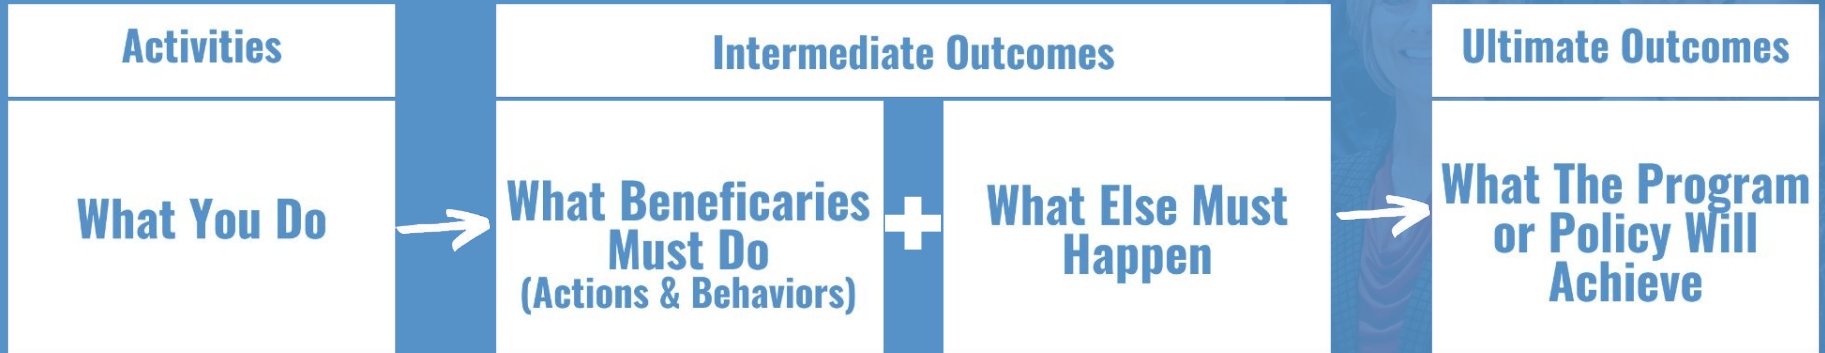 Activities
Intermediate Outcomes
Ultimate Outcomes
What You Do
What Beneficaries
Must Do
(Actions & Behaviors)
What Else Must
Happen
What The Program
or Policy Will
Achieve